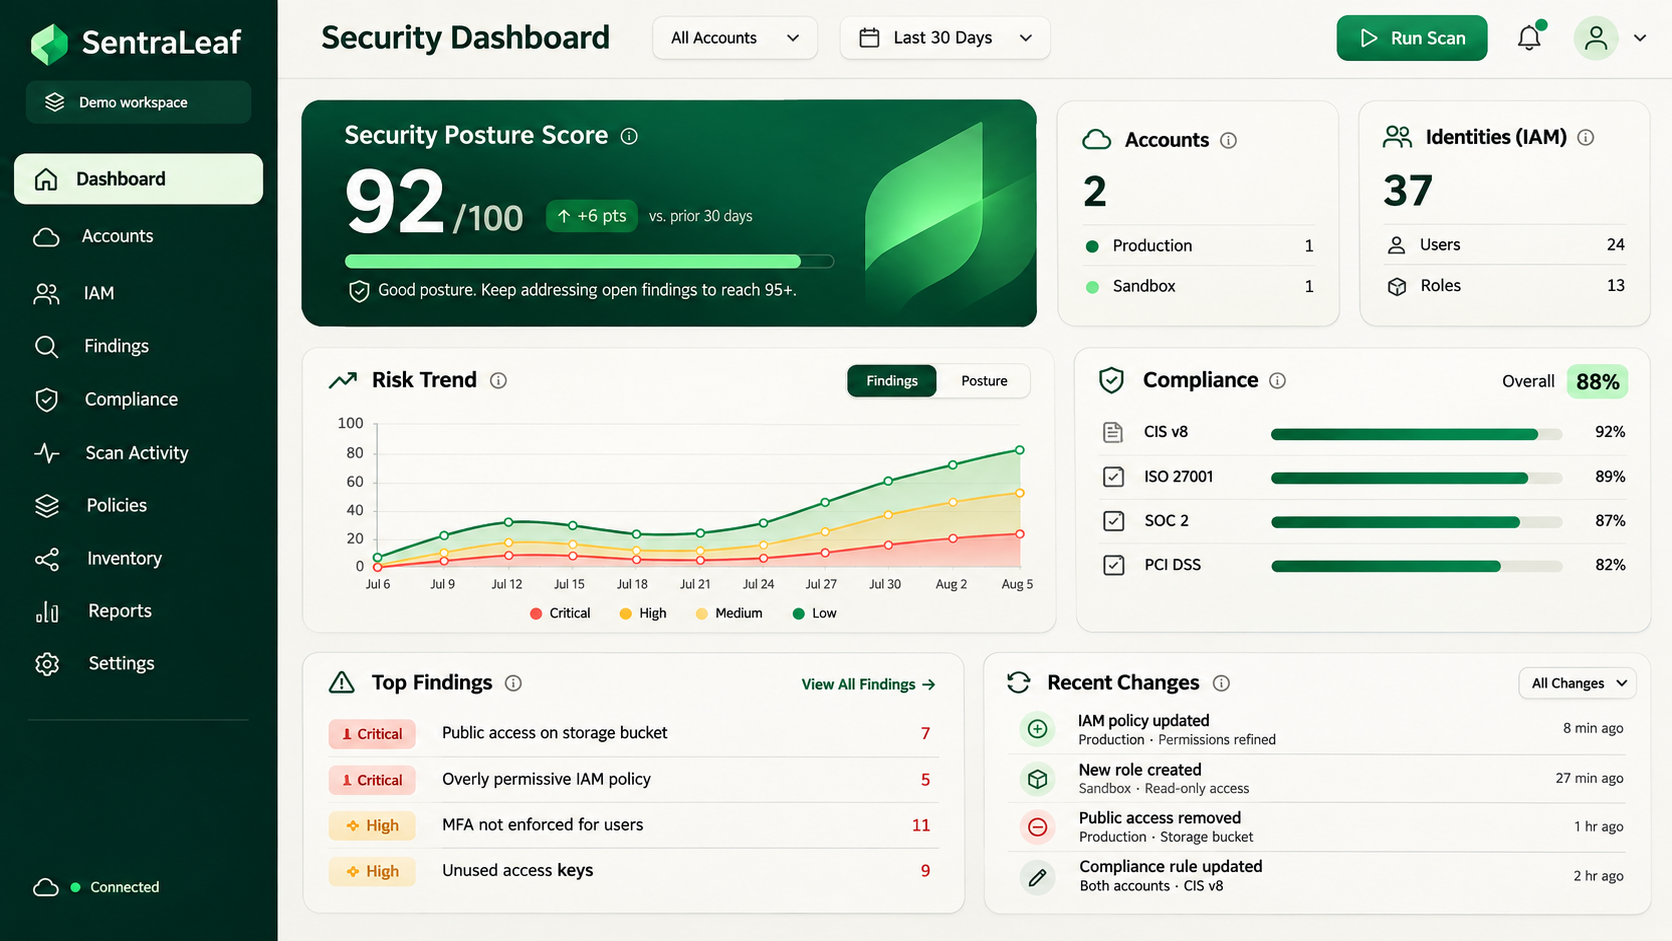 SentraLeaf
Demo workspace
Dashboard
Accounts
IAM
Findings
Compliance
Scan Activity
Policies
Inventory
Reports
Settings
Connected
Security Dashboard
All Accounts
Last 30 Days
Run Scan
Security Posture Score
92 /100
+6 pts
vs. prior 30 days
Good posture. Keep addressing open findings to reach 95+.
Accounts
2
Production 1
Sandbox 1
Identities (IAM)
37
Users 24
Roles 13
Risk Trend
Findings
Posture
100
80
60
40
20
0
Jul 6 Jul 9 Jul 12 Jul 15 Jul 18 Jul 21 Jul 24 Jul 27 Jul 30 Aug 2 Aug 5
Critical High Medium Low
Compliance
Overall 88%
CIS v8 92%
ISO 27001 89%
SOC 2 87%
PCI DSS 82%
Top Findings
View All Findings →
Critical Public access on storage bucket 7
Critical Overly permissive IAM policy 5
High MFA not enforced for users 11
High Unused access keys 9
Recent Changes
All Changes
IAM policy updated
Production · Permissions refined
8 min ago
New role created
Sandbox · Read-only access
27 min ago
Public access removed
Production · Storage bucket
1 hr ago
Compliance rule updated
Both accounts · CIS v8
2 hr ago